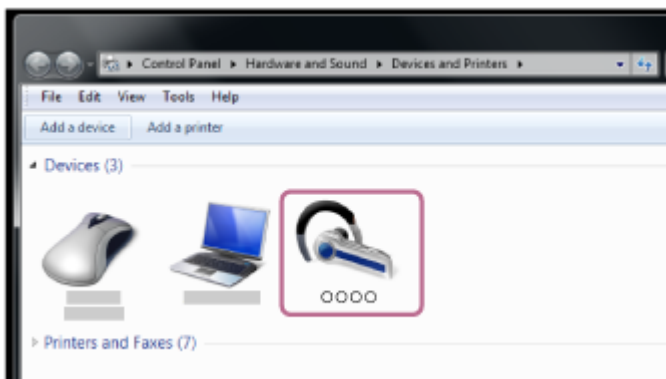 Control Panel ▸ Hardware and Sound ▸ Devices and Printers ▸
File Edit View Tools Help
Add a device Add a printer
Devices (3)
○○○○
Printers and Faxes (7)